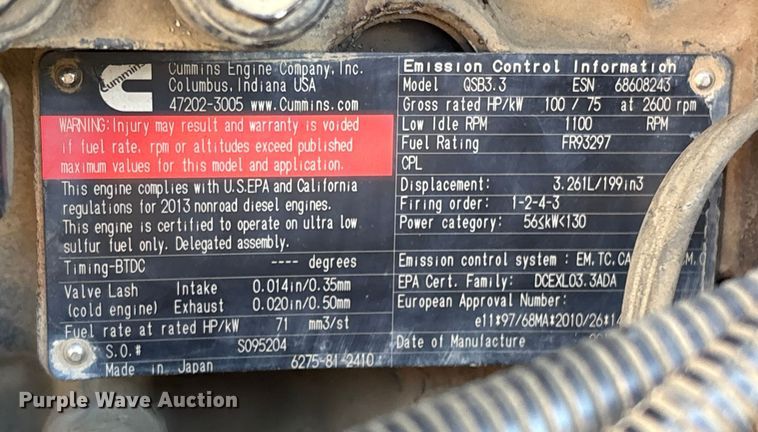 Cummins
Cummins Engine Company, Inc.
Columbus, Indiana USA
47202-3005 www.Cummins.com
WARNING: Injury may result and warranty is voided
if fuel rate, rpm or altitudes exceed published
maximum values for this model and application.
This engine complies with U.S.EPA and California
regulations for 2013 nonroad diesel engines.
This engine is certified to operate on ultra low
sulfur fuel only. Delegated assembly.
Timing-BTDC ---- degrees
Valve Lash Intake 0.014in/0.35mm
(cold engine) Exhaust 0.020in/0.50mm
Fuel rate at rated HP/kW 71 mm3/st
S.O.# SO95204
Made in Japan 6275-81-2410
Emission Control Information
Model QSB3.3 ESN 68608243
Gross rated HP/kW 100 / 75 at 2600 rpm
Low Idle RPM 1100 RPM
Fuel Rating FR93297
CPL
Displacement: 3.261L/199in3
Firing order: 1-2-4-3
Power category: 56≤kW<130
Emission control system : EM,TC,CA
EPA Cert. Family: DCEXL03.3ADA
European Approval Number:
e11*97/68MA*2010/26*14
Date of Manufacture
Purple Wave Auction